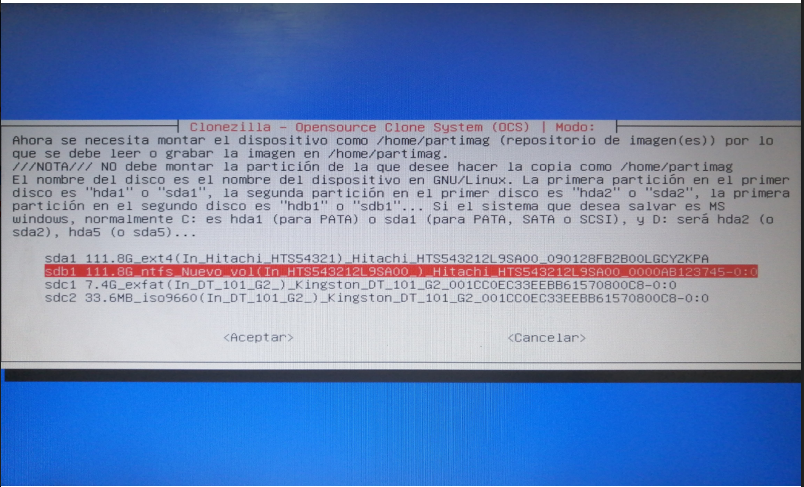 Clonezilla - Opensource Clone System (OCS) | Modo:
Ahora se necesita montar el dispositivo como /home/partimag (repositorio de imagen(es)) por lo
que se debe leer o grabar la imagen en /home/partimag.
///NOTA/// NO debe montar la partición de la que desee hacer la copia como /home/partimag
El nombre del disco es el nombre del dispositivo en GNU/Linux. La primera partición en el primer
disco es "hda1" o "sda1", la segunda partición en el primer disco es "hda2" o "sda2", la primera
partición en el segundo disco es "hdb1" o "sdb1"... Si el sistema que desea salvar es MS
windows, normalmente C: es hda1 (para PATA) o sda1 (para PATA, SATA o SCSI), y D: será hda2 (o
sda2), hda5 (o sda5)...
sda1 111.8G_ext4(In_Hitachi_HTS54321)_Hitachi_HTS543212L9SA00_090128FB2B00LGCYZKPA
sdb1 111.8G_ntfs_Nuevo_vol(In_HTS543212L9SA00_)_Hitachi_HTS543212L9SA00_0000AB123745-0:0
sdc1 7.4G_exfat(In_DT_101_G2_)_Kingston_DT_101_G2_001CC0EC33EEBB61570800C8-0:0
sdc2 33.6MB_iso9660(In_DT_101_G2_)_Kingston_DT_101_G2_001CC0EC33EEBB61570800C8-0:0
<Aceptar> <Cancelar>